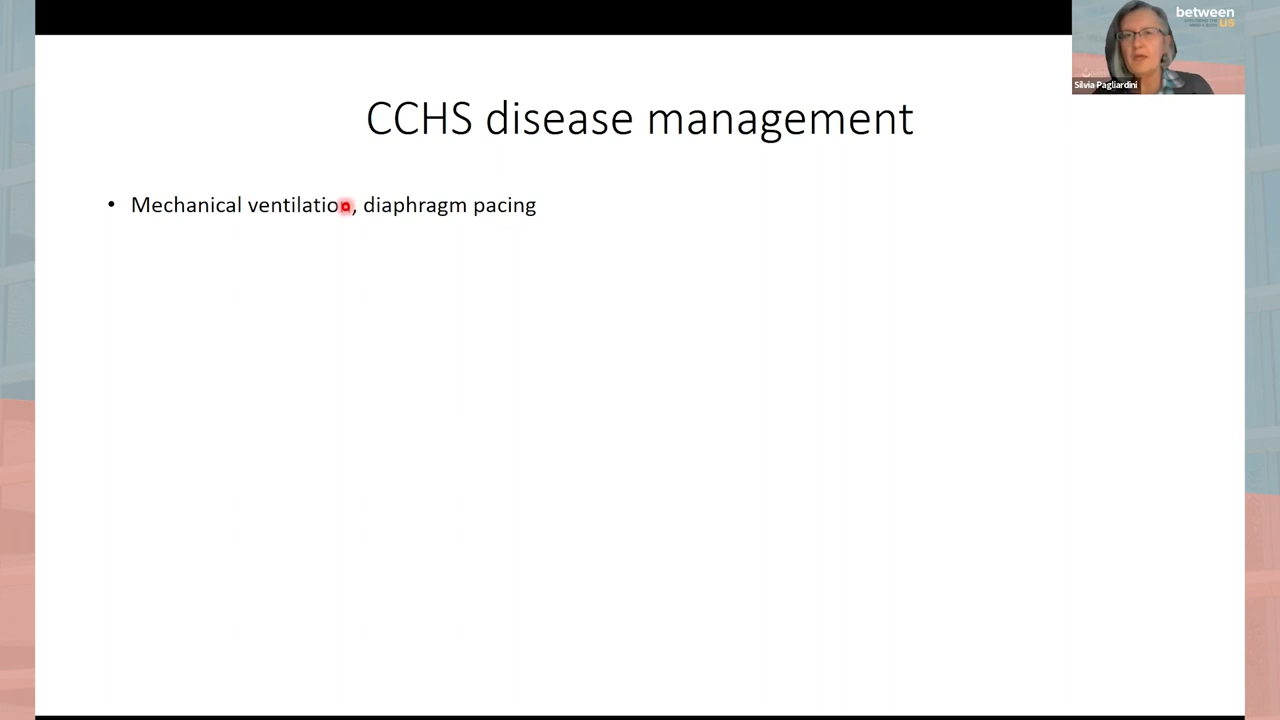 between
us
Silvia Pagliardini
CCHS disease management
• Mechanical ventilation, diaphragm pacing